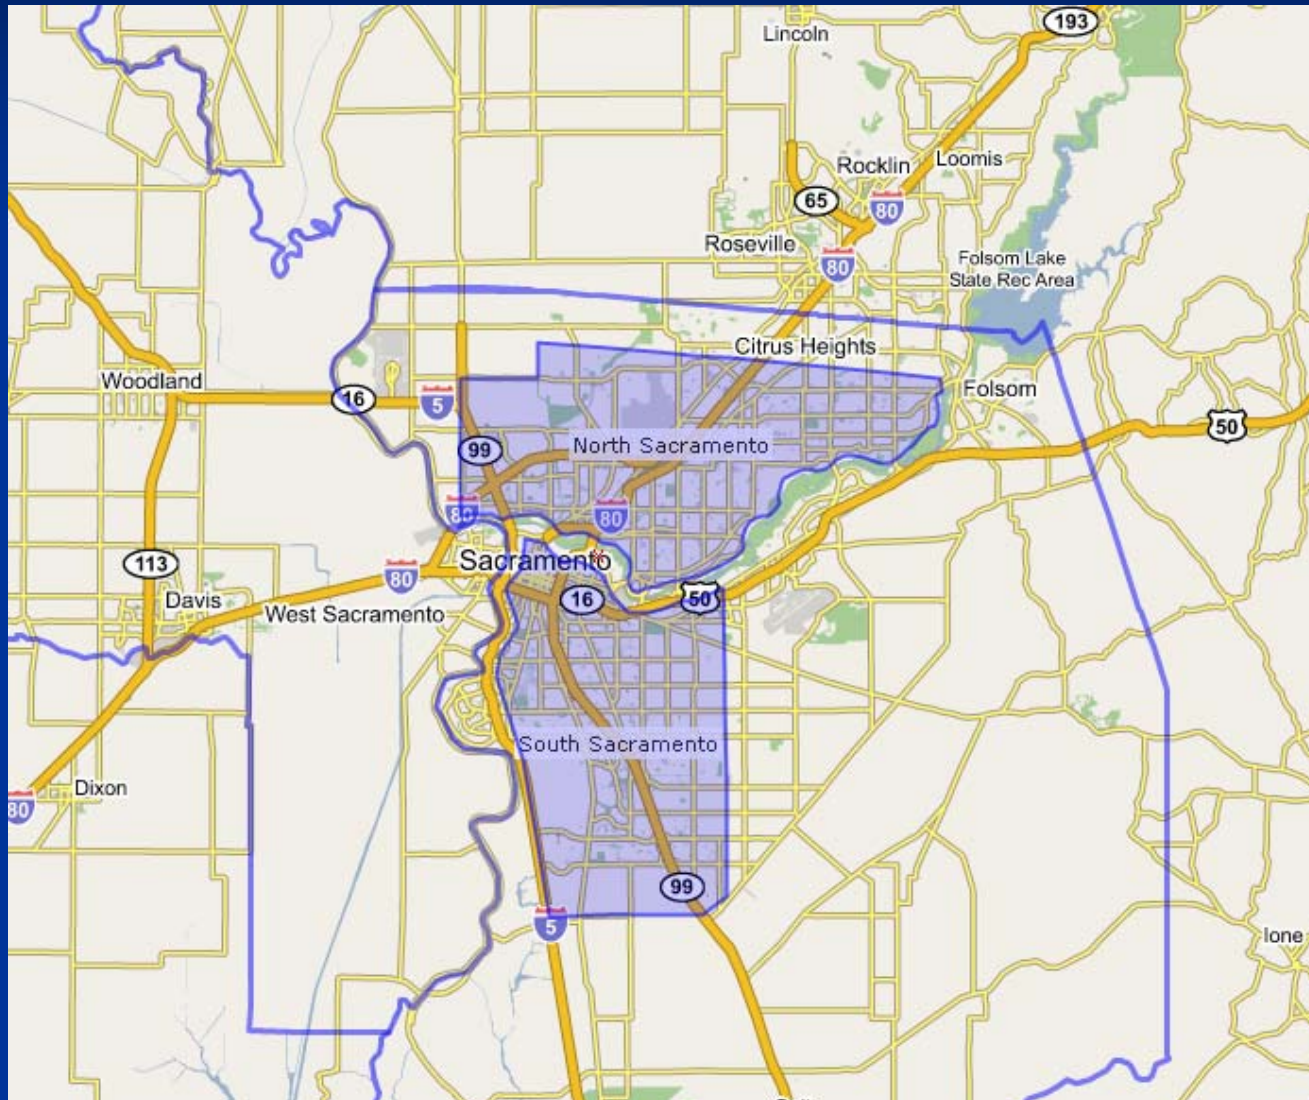 193
Lincoln
Rocklin
Loomis
65
80
Roseville
80
Folsom Lake
State Rec Area
Citrus Heights
Woodland
16
5
Folsom
50
99
North Sacramento
80
80
Sacramento
113
80
Davis
West Sacramento
16
50
South Sacramento
Dixon
80
99
5
Ione